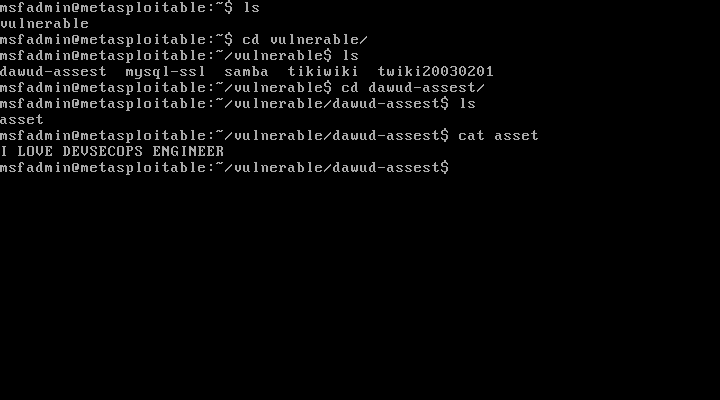 msfadmin@metasploitable:~$ ls
vulnerable
msfadmin@metasploitable:~$ cd vulnerable/
msfadmin@metasploitable:~/vulnerable$ ls
dawud-assest  mysql-ssl  samba  tikiwiki  twiki20030201
msfadmin@metasploitable:~/vulnerable$ cd dawud-assest/
msfadmin@metasploitable:~/vulnerable/dawud-assest$ ls
asset
msfadmin@metasploitable:~/vulnerable/dawud-assest$ cat asset
I LOVE DEVSECOPS ENGINEER
msfadmin@metasploitable:~/vulnerable/dawud-assest$